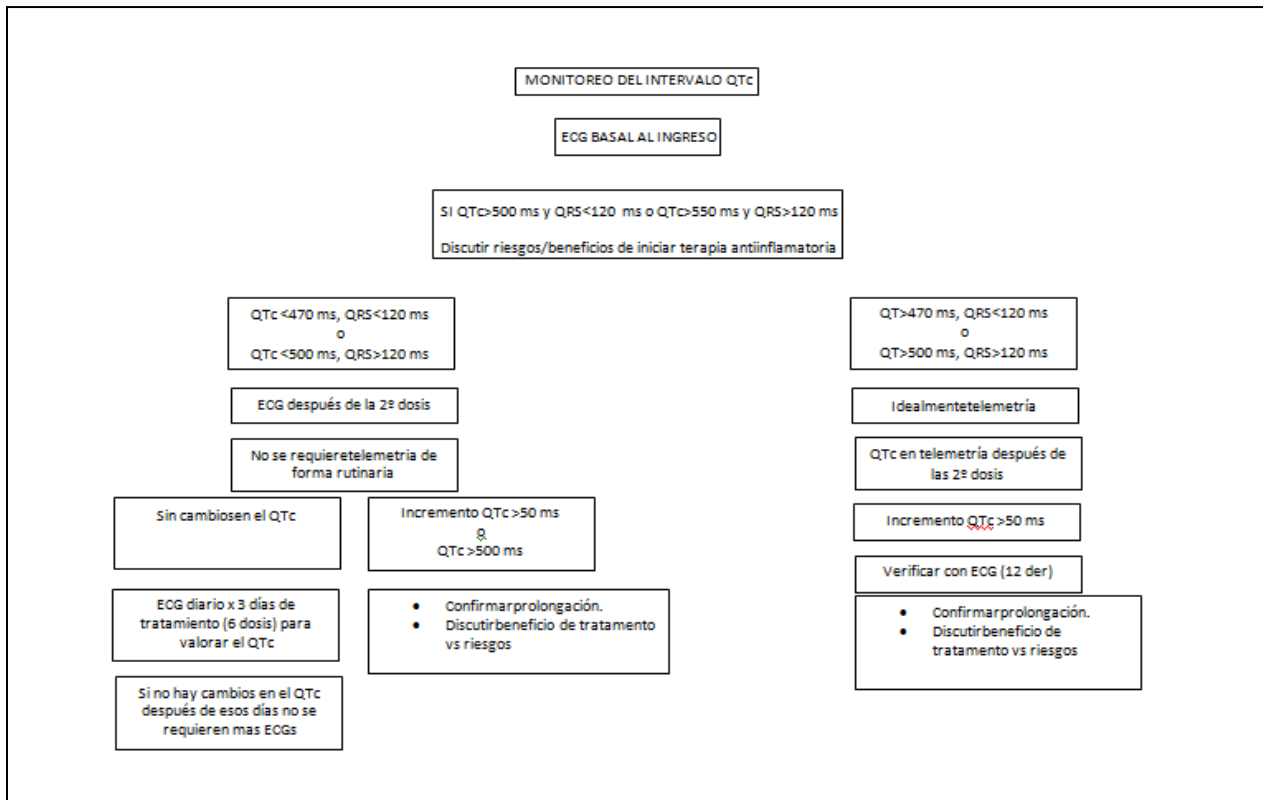 MONITOREO DEL INTERVALO QTc
ECG BASAL AL INGRESO
SI QTc>500 ms y QRS<120 ms o QTc>550 ms y QRS>120 ms
Discutir riesgos/beneficios de iniciar terapia antiinflamatoria
QTc <470 ms, QRS<120 ms
o
QTc <500 ms, QRS>120 ms
ECG después de la 2ª dosis
No se requieretelemetria de
forma rutinaria
Sin cambiosen el QTc
ECG diario x 3 días de
tratamiento (6 dosis) para
valorar el QTc
Si no hay cambios en el QTc
después de esos días no se
requieren mas ECGs
Incremento QTc >50 ms
o
QTc >500 ms
• Confirmarprolongación.
• Discutirbeneficio de tratamiento
vs riesgos
QT>470 ms, QRS<120 ms
o
QT>500 ms, QRS>120 ms
Idealmentetelemetría
QTc en telemetría después de
las 2ª dosis
Incremento QTc >50 ms
Verificar con ECG (12 der)
• Confirmarprolongación.
• Discutirbeneficio de
tratamiento vs riesgos